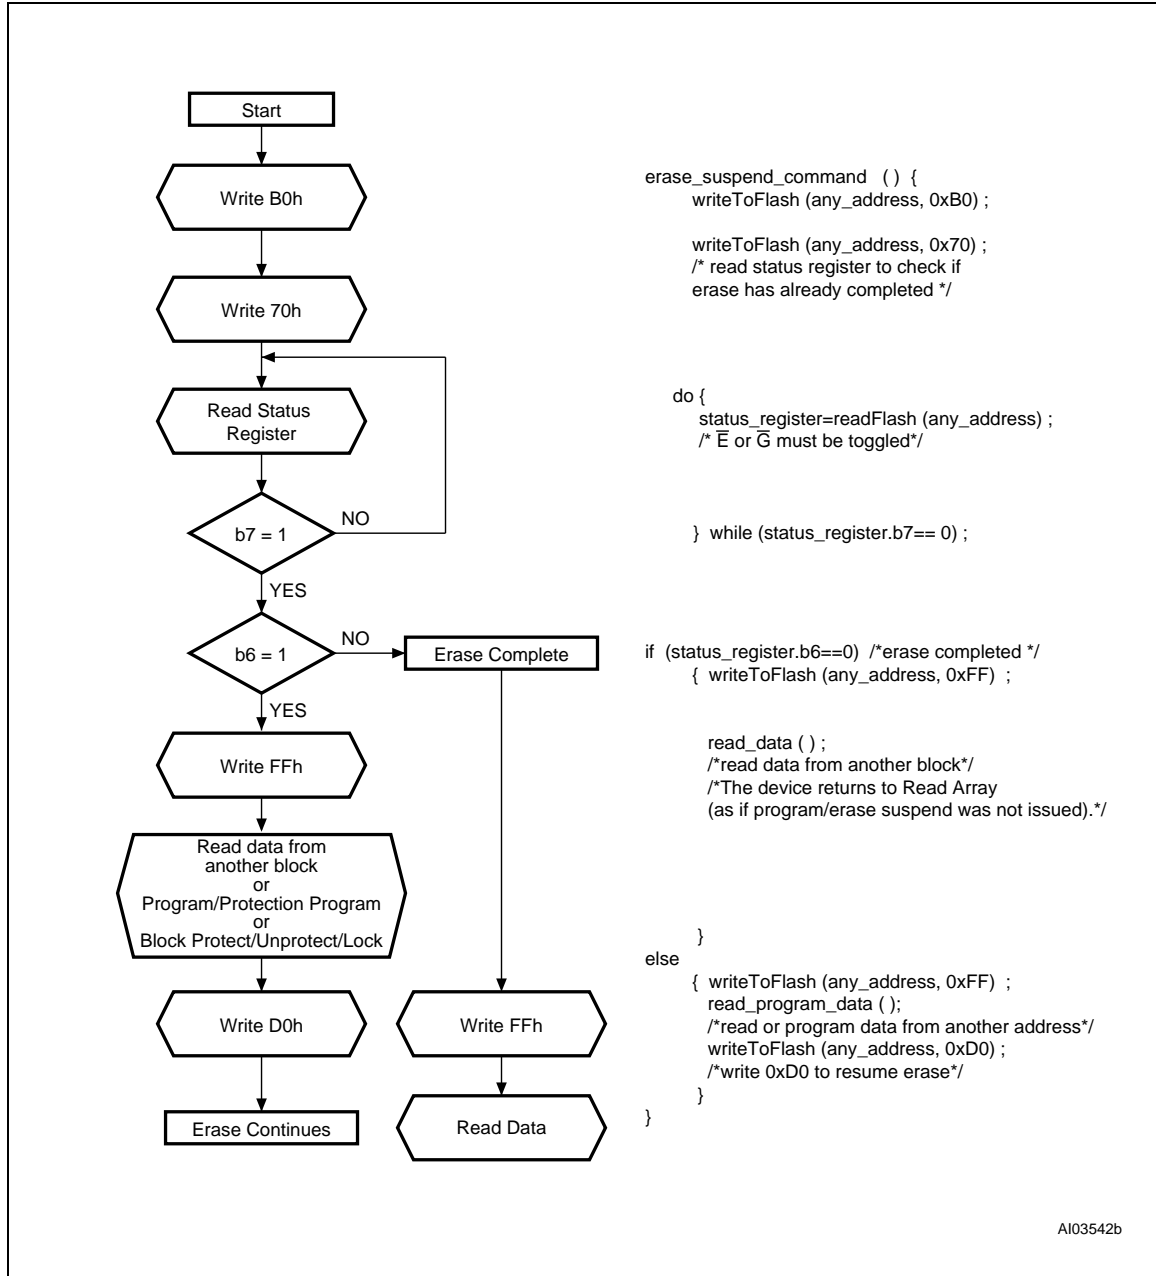 Start
Write B0h
Write 70h
Read Status
Register
NO
b7 = 1
YES
NO
b6 = 1
Erase Complete
YES
Write FFh
Read data from
another block
or
Program/Protection Program
or
Block Protect/Unprotect/Lock
Write D0h
Write FFh
Erase Continues
Read Data
erase_suspend_command ( ) {
writeToFlash (any_address, 0xB0) ;
writeToFlash (any_address, 0x70) ;
/* read status register to check if
erase has already completed */
do {
status_register=readFlash (any_address) ;
/* E̅ or G̅ must be toggled*/
} while (status_register.b7== 0) ;
if (status_register.b6==0) /*erase completed */
{ writeToFlash (any_address, 0xFF) ;
read_data ( ) ;
/*read data from another block*/
/*The device returns to Read Array
(as if program/erase suspend was not issued).*/
}
else
{ writeToFlash (any_address, 0xFF) ;
read_program_data ( );
/*read or program data from another address*/
writeToFlash (any_address, 0xD0) ;
/*write 0xD0 to resume erase*/
}
}
AI03542b